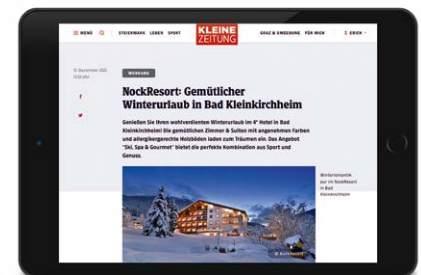 MENÜ
STEIERMARK LEBEN SPORT
KLEINE
ZEITUNG
GRAZ & UMGEBUNG FÜR MICH
ERICH
WERBUNG
NockResort: Gemütlicher
Winterurlaub in Bad Kleinkirchheim
Genießen Sie Ihren wohlverdienten Winterurlaub im 4* Hotel in Bad
Kleinkirchheim! Die gemütlichen Zimmer & Suiten mit angenehmen Farben
und allergikergerechte Holzböden laden zum Träumen ein. Das Angebot
"Ski, Spa & Gourmet" bietet die perfekte Kombination aus Sport und
Genuss.
Winterromantik
pur im NockResort
in Bad
Kleinkirchheim
© NockResort